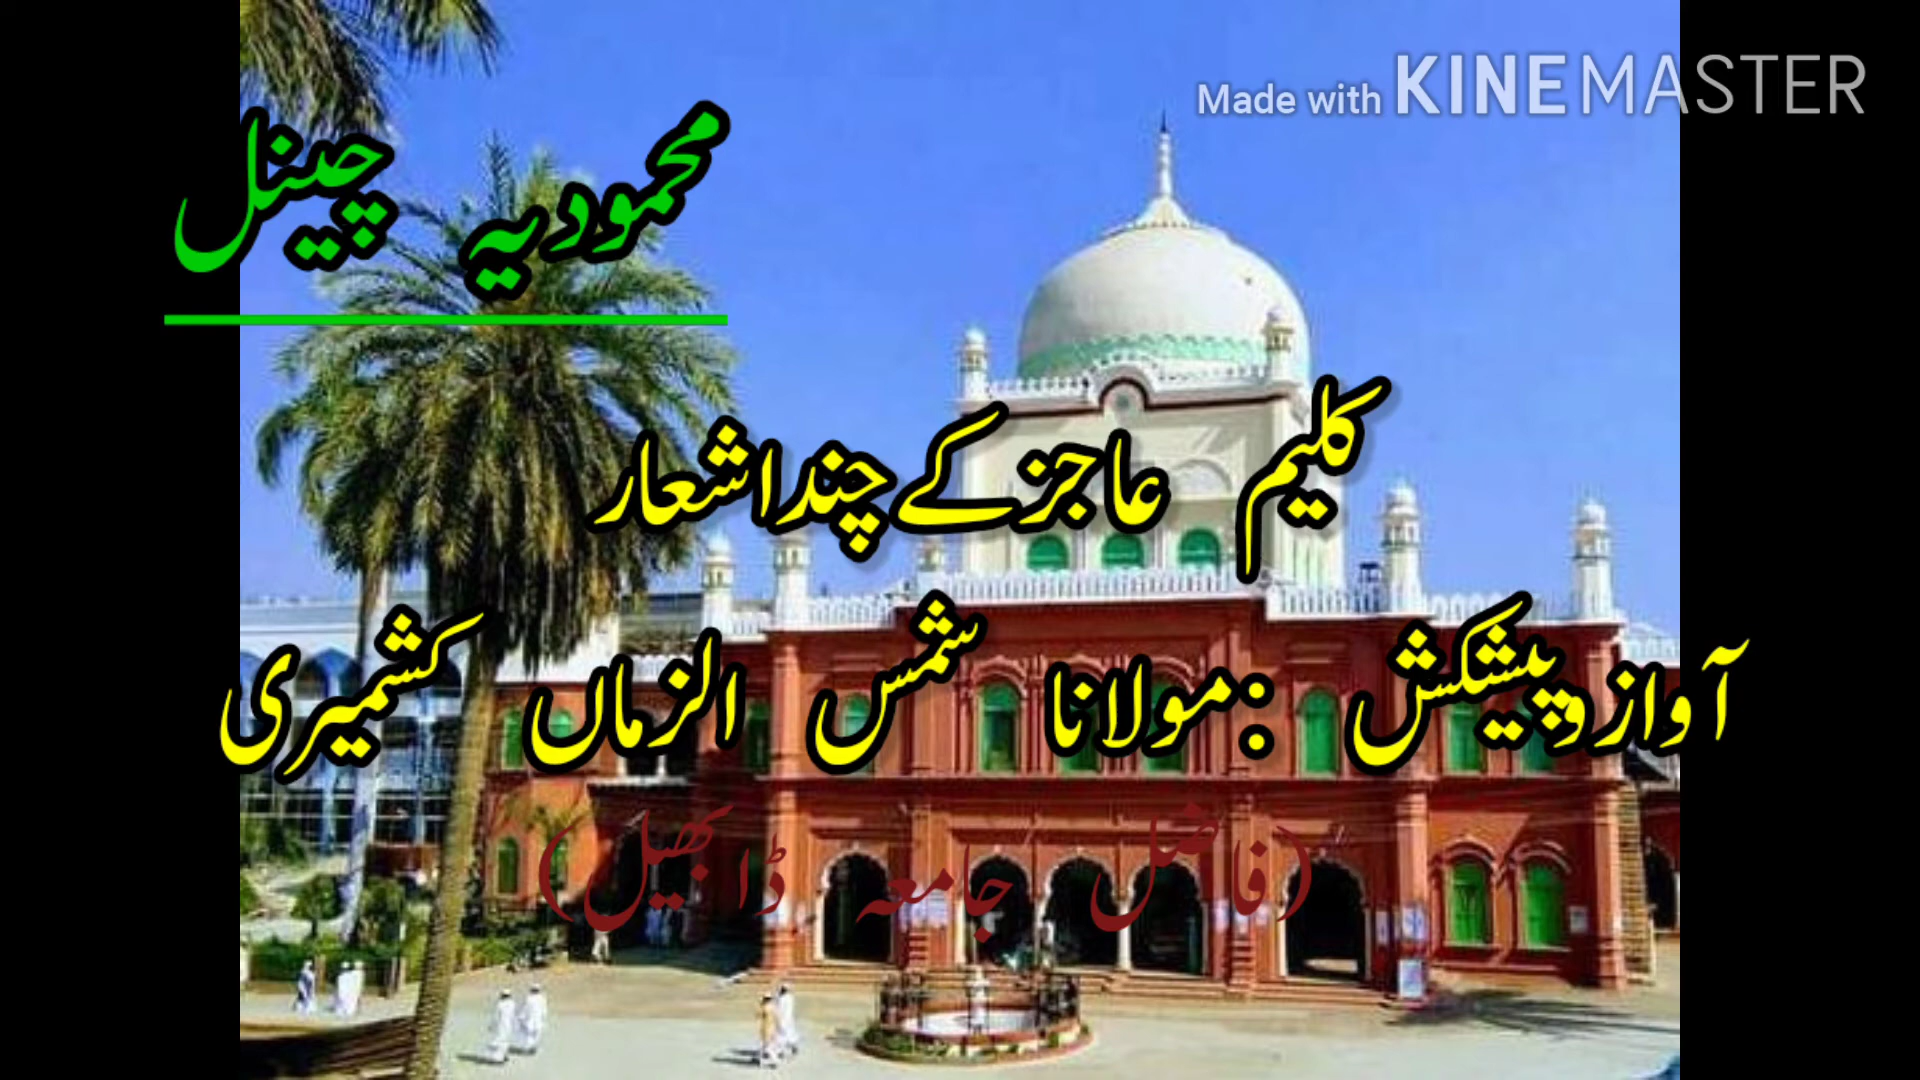 Made with KINEMASTER
محمودیہ چینل
کلیم عاجز کے چند اشعار
آواز و پیشکش : مولانا شمس الزماں کشمیری
(فاضل جامعہ ڈابھیل)